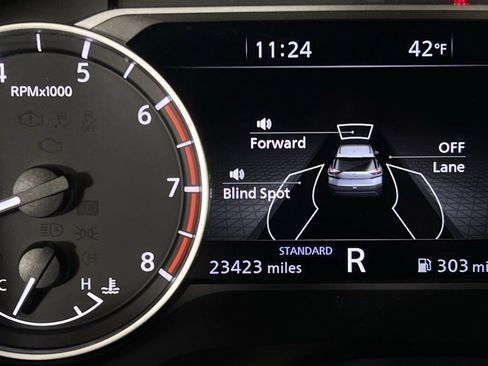 11:24 42°F
4 5 6 7 8
RPMx1000
Forward
OFF
Lane
Blind Spot
STANDARD
23423 miles R 303 mi
C H